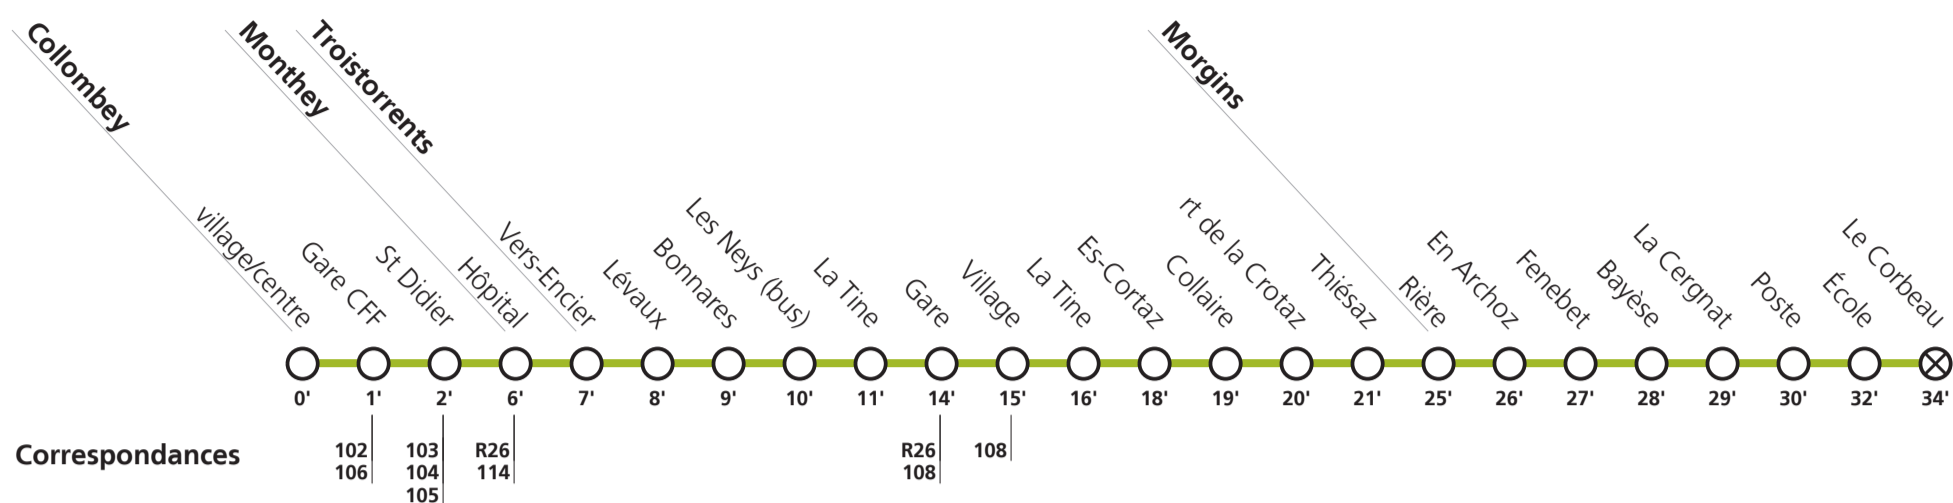 Collombey
Monthey
Troistorrents
Morgins
village/centre
Gare CFF
St Didier
Hôpital
Vers-Encier
Lévaux
Bonnares
Les Neys (bus)
La Tine
Gare
Village
La Tine
Es-Cortaz
Collaire
rt de la Crotaz
Thiésaz
Rière
En Archoz
Fenebet
Bayèse
La Cergnat
Poste
École
Le Corbeau
0' 1' 2' 6' 7' 8' 9' 10' 11' 14' 15' 16' 18' 19' 20' 21' 25' 26' 27' 28' 29' 30' 32' 34'
Correspondances
102
106
103
104
105
R26
114
R26
108
108